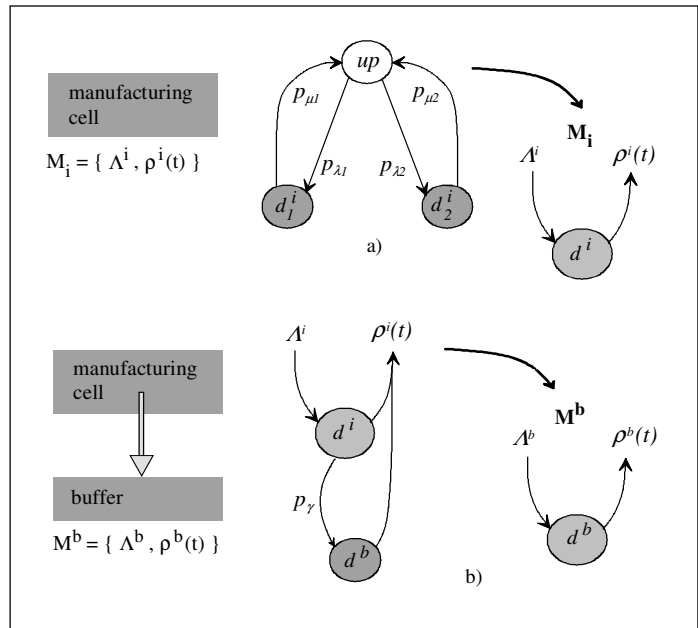 up
manufacturing
cell
p_μ1
p_μ2
M_i
M_i = { Λ^i , ρ^i(t) }
Λ^i
ρ^i(t)
p_λ1
p_λ2
d_1^i
d_2^i
d^i
a)
Λ^i
ρ^i(t)
manufacturing
cell
M^b
d^i
Λ^b
ρ^b(t)
buffer
p_γ
M^b = { Λ^b , ρ^b(t) }
d^b
d^b
b)